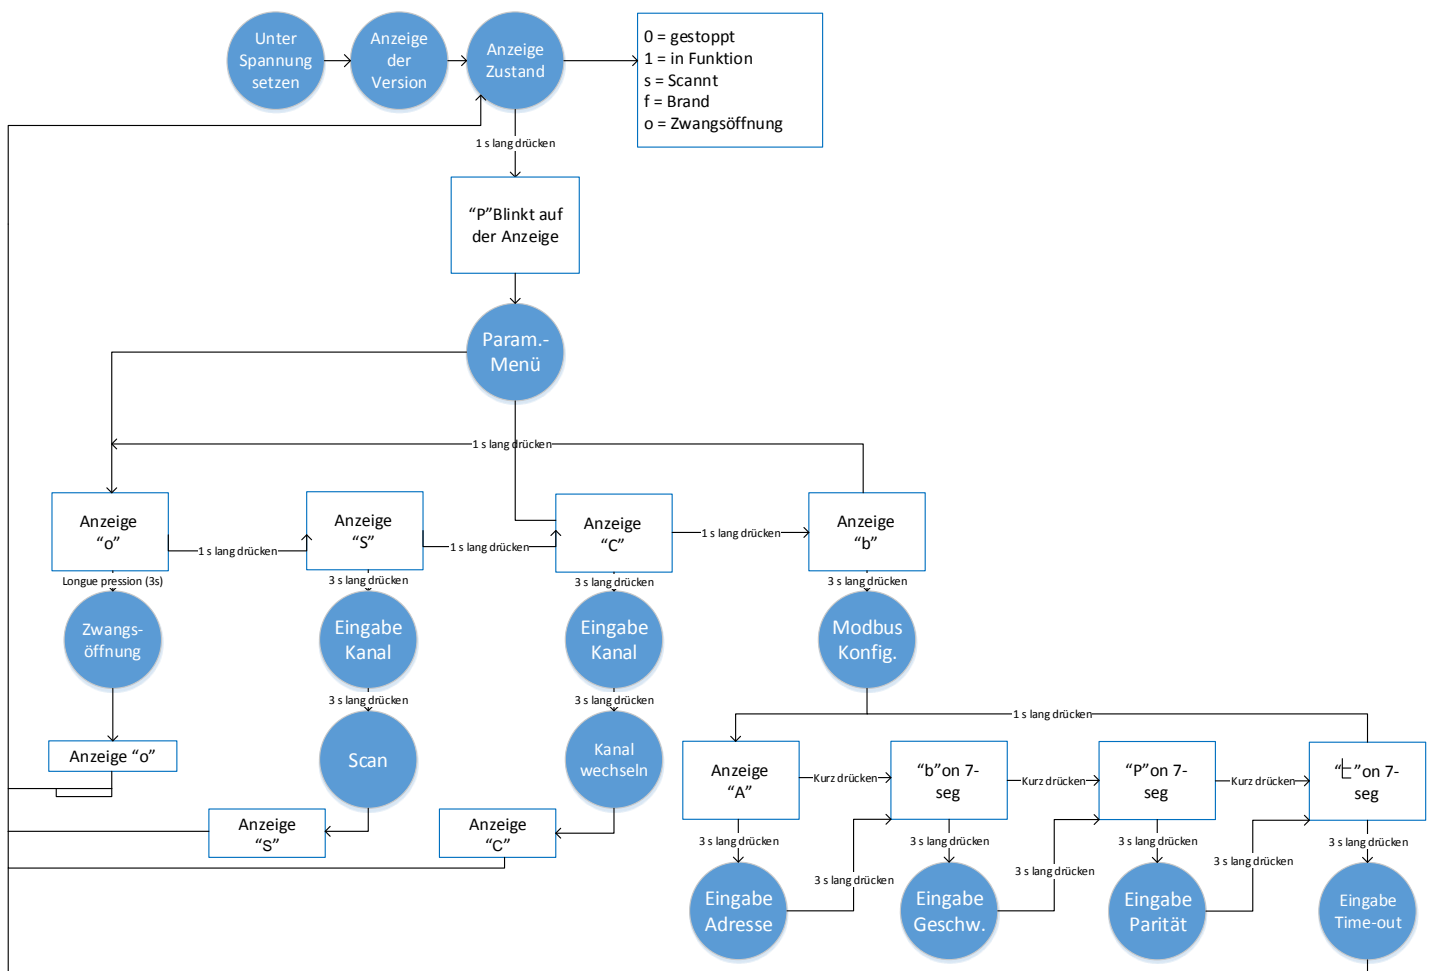 Unter
Spannung
setzen
Anzeige
der
Version
Anzeige
Zustand
0 = gestoppt
1 = in Funktion
s = Scannt
f = Brand
o = Zwangsöffnung
1 s lang drücken
“P”Blinkt auf
der Anzeige
Param.-
Menü
1 s lang drücken
Anzeige
“o”
1 s lang drücken
Anzeige
“S”
1 s lang drücken
Anzeige
“C”
1 s lang drücken
Anzeige
“b”
Longue pression (3s)
3 s lang drücken
3 s lang drücken
3 s lang drücken
Zwangs-
öffnung
Eingabe
Kanal
Eingabe
Kanal
Modbus
Konfig.
3 s lang drücken
3 s lang drücken
1 s lang drücken
Anzeige “o”
Scan
Kanal
wechseln
Anzeige
“A”
Kurz drücken
“b”on 7-
seg
Kurz drücken
“P”on 7-
seg
Kurz drücken
“t”on 7-
seg
Anzeige
“S”
Anzeige
“C”
3 s lang drücken
3 s lang drücken
3 s lang drücken
3 s lang drücken
3 s lang drücken
3 s lang drücken
3 s lang drücken
Eingabe
Adresse
Eingabe
Geschw.
Eingabe
Parität
Eingabe
Time-out